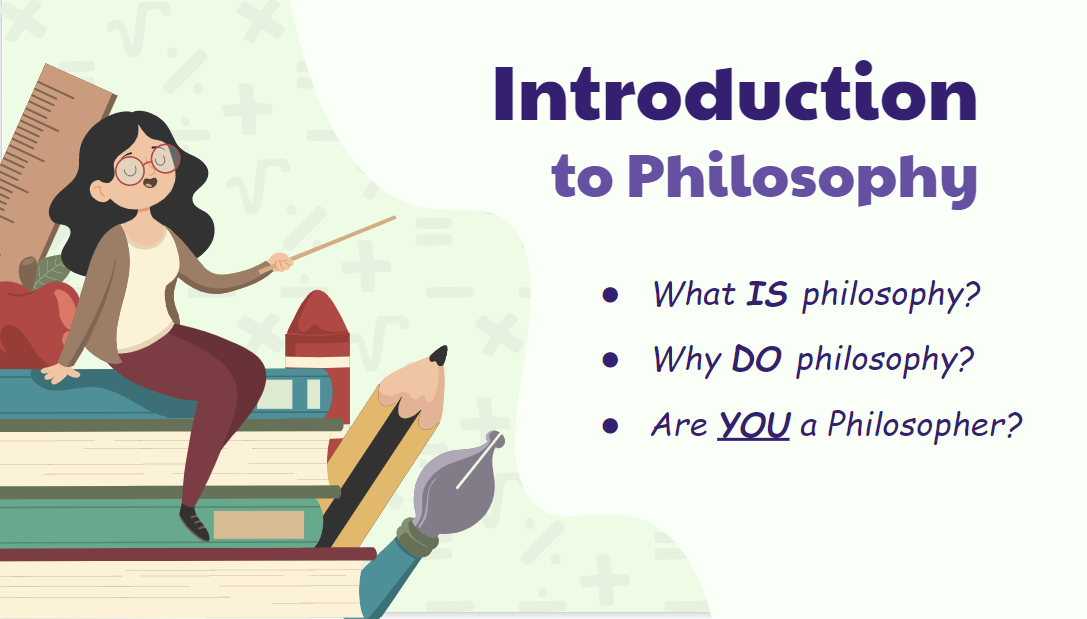 Introduction
to Philosophy
● What IS philosophy?
● Why DO philosophy?
● Are YOU a Philosopher?